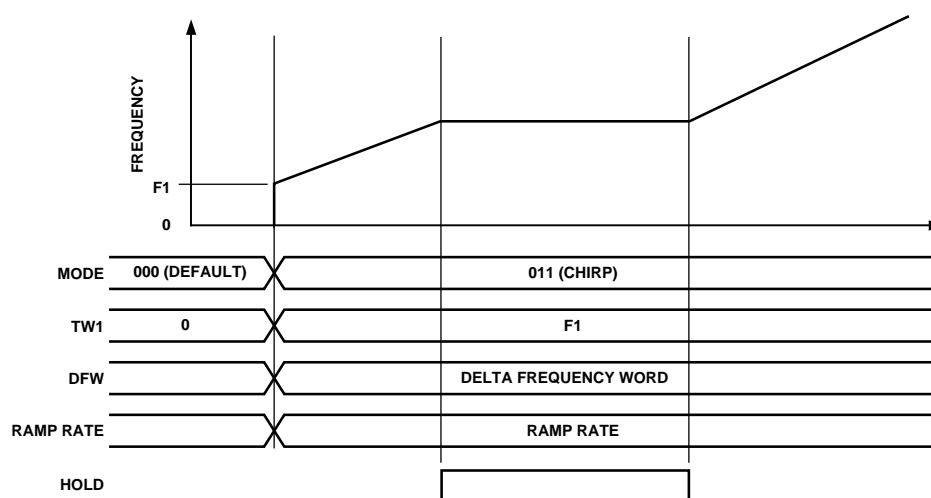 FREQUENCY
F1
0
MODE 000 (DEFAULT) 011 (CHIRP)
TW1 0 F1
DFW DELTA FREQUENCY WORD
RAMP RATE RAMP RATE
HOLD